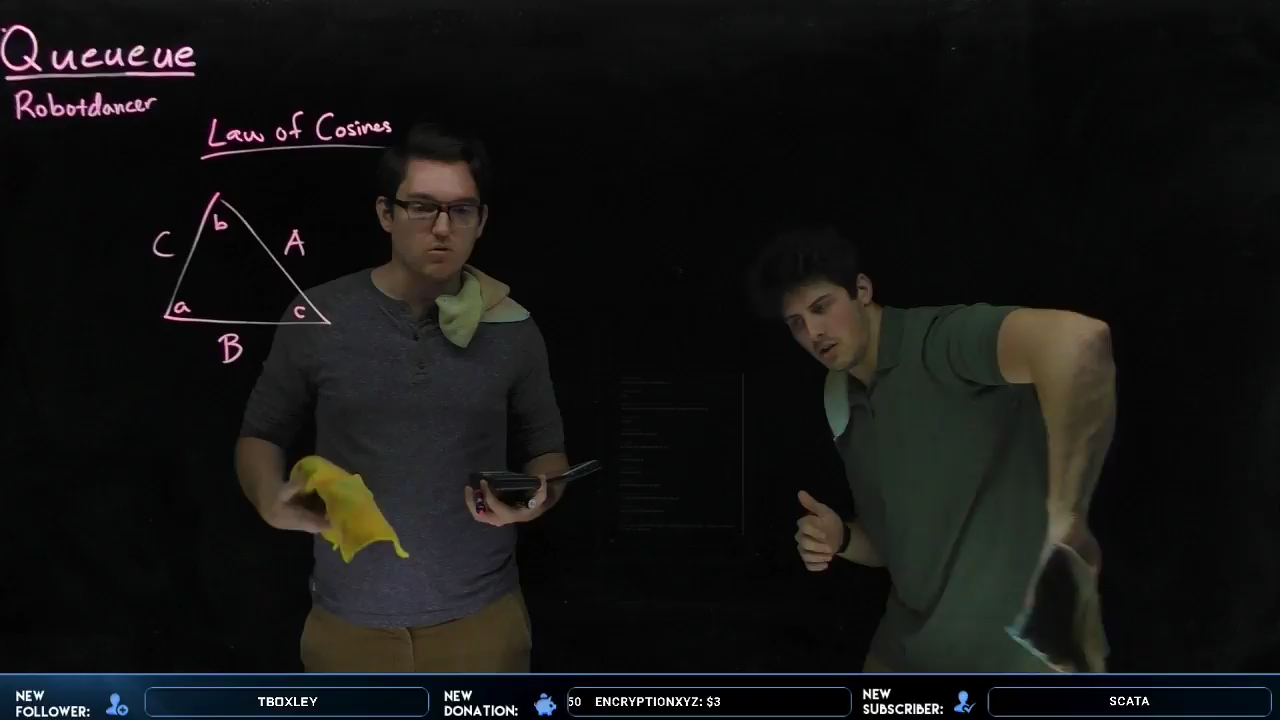 Queueue
Robotdancer
Law of Cosines
b
C
A
a
c
B
NEW FOLLOWER:
TBOXLEY
NEW DONATION:
50 ENCRYPTIONXYZ: $3
NEW SUBSCRIBER:
SCATA